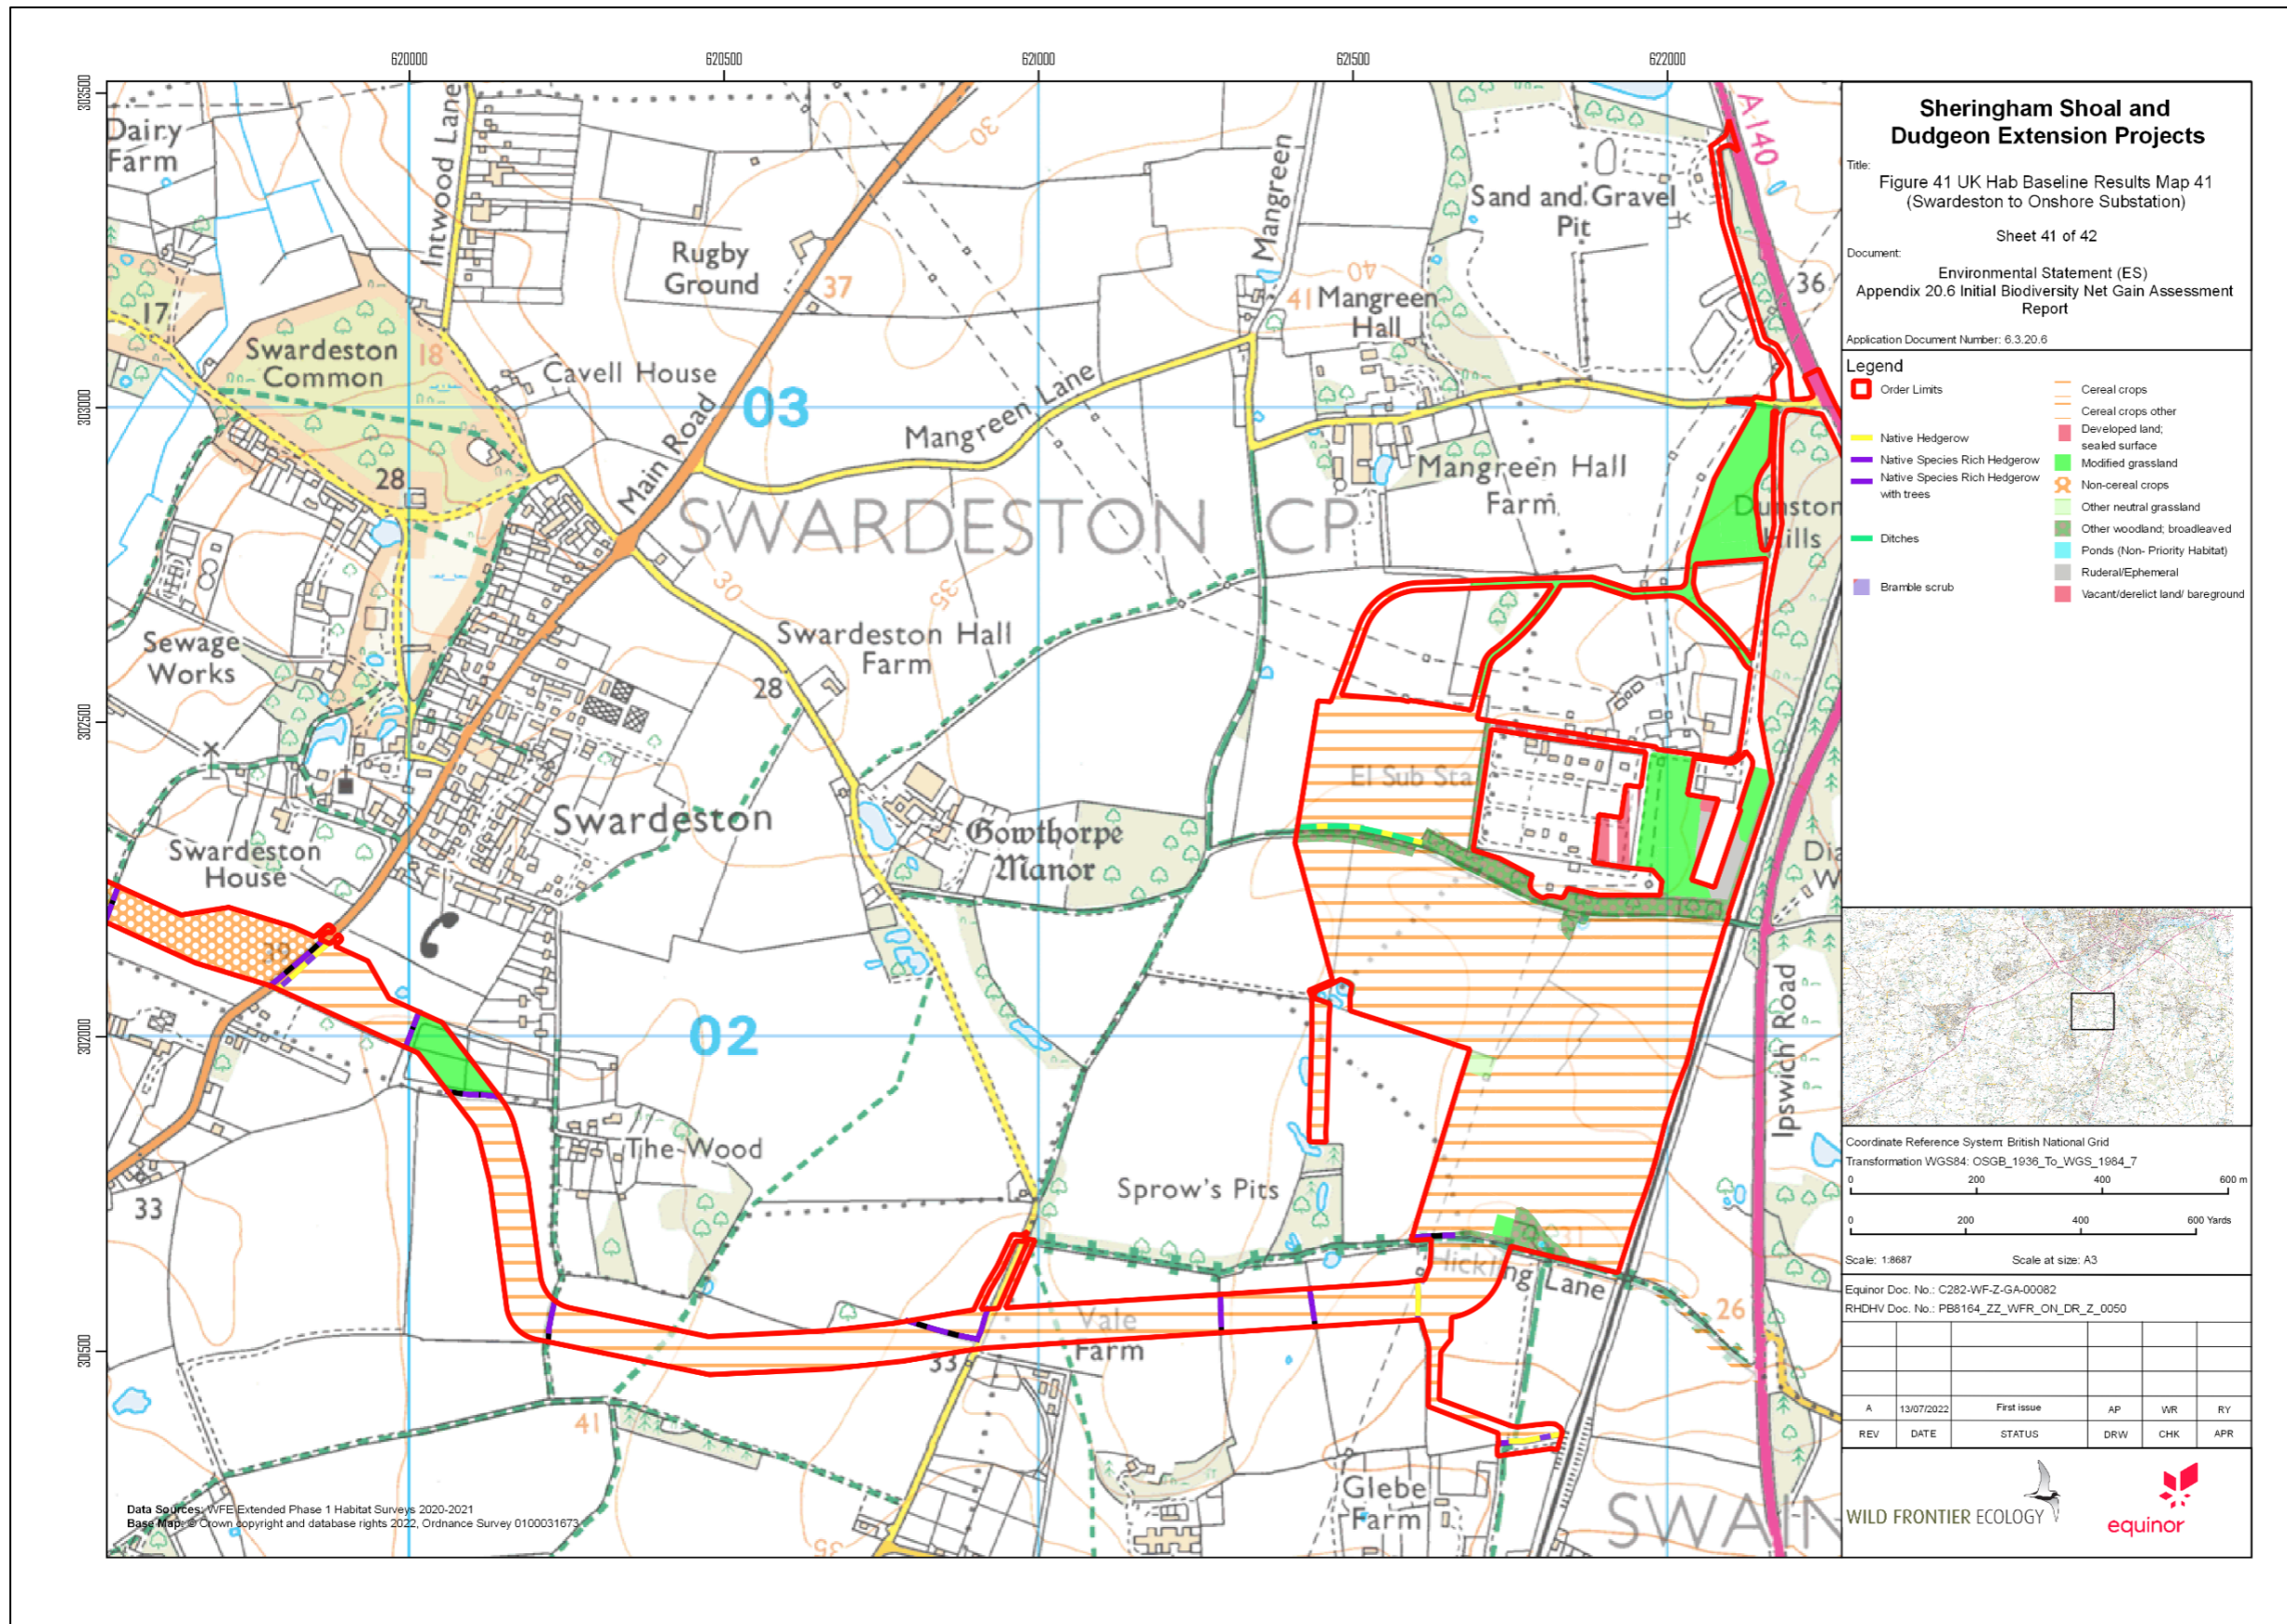 620000
620500
621000
621500
622000
303500
303000
302500
302000
301500
Dairy
Farm
Intwood Lane
Rugby
Ground
37
30
Mangreen
Sand and Gravel
Pit
A140
36
17
Swardeston
Common
18
Cavell House
Main Road
03
Mangreen Lane
41
40
Mangreen
Hall
28
SWARDESTON CP
Mangreen Hall
Farm
Dunston
Hills
30
35
Sewage
Works
Swardeston Hall
Farm
28
El Sub Sta
Swardeston
Gowthorpe
Manor
Swardeston
House
39
02
Ipswich Road
The Wood
33
Sprow's Pits
Hickling Lane
31
26
Vale
Farm
33
41
35
Glebe
Farm
SWAIN
Data Sources: WFE Extended Phase 1 Habitat Surveys 2020-2021
Base Map: © Crown copyright and database rights 2022, Ordnance Survey 0100031673
Sheringham Shoal and
Dudgeon Extension Projects
Title:
Figure 41 UK Hab Baseline Results Map 41
(Swardeston to Onshore Substation)
Sheet 41 of 42
Document:
Environmental Statement (ES)
Appendix 20.6 Initial Biodiversity Net Gain Assessment
Report
Application Document Number: 6.3.20.6
Legend
Order Limits
Native Hedgerow
Native Species Rich Hedgerow
Native Species Rich Hedgerow
with trees
Ditches
Bramble scrub
Cereal crops
Cereal crops other
Developed land;
sealed surface
Modified grassland
Non-cereal crops
Other neutral grassland
Other woodland; broadleaved
Ponds (Non- Priority Habitat)
Ruderal/Ephemeral
Vacant/derelict land/ bareground
Coordinate Reference System: British National Grid
Transformation WGS84: OSGB_1936_To_WGS_1984_7
0 200 400 600 m
0 200 400 600 Yards
Scale: 1:8687 Scale at size: A3
Equinor Doc. No.: C282-WF-Z-GA-00082
RHDHV Doc. No.: PB8164_ZZ_WFR_ON_DR_Z_0050
A 13/07/2022 First issue AP WR RY
REV DATE STATUS DRW CHK APR
WILD FRONTIER ECOLOGY
equinor